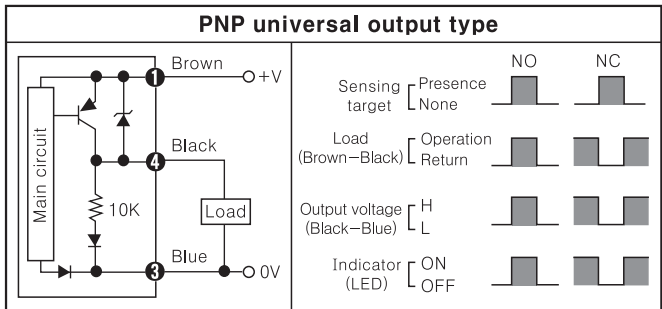 PNP universal output type
Main circuit
1
Brown
+V
4
Black
10K
Load
3
Blue
0V
NO
NC
Sensing
target
Presence
None
Load
(Brown-Black)
Operation
Return
Output voltage
(Black-Blue)
H
L
Indicator
(LED)
ON
OFF